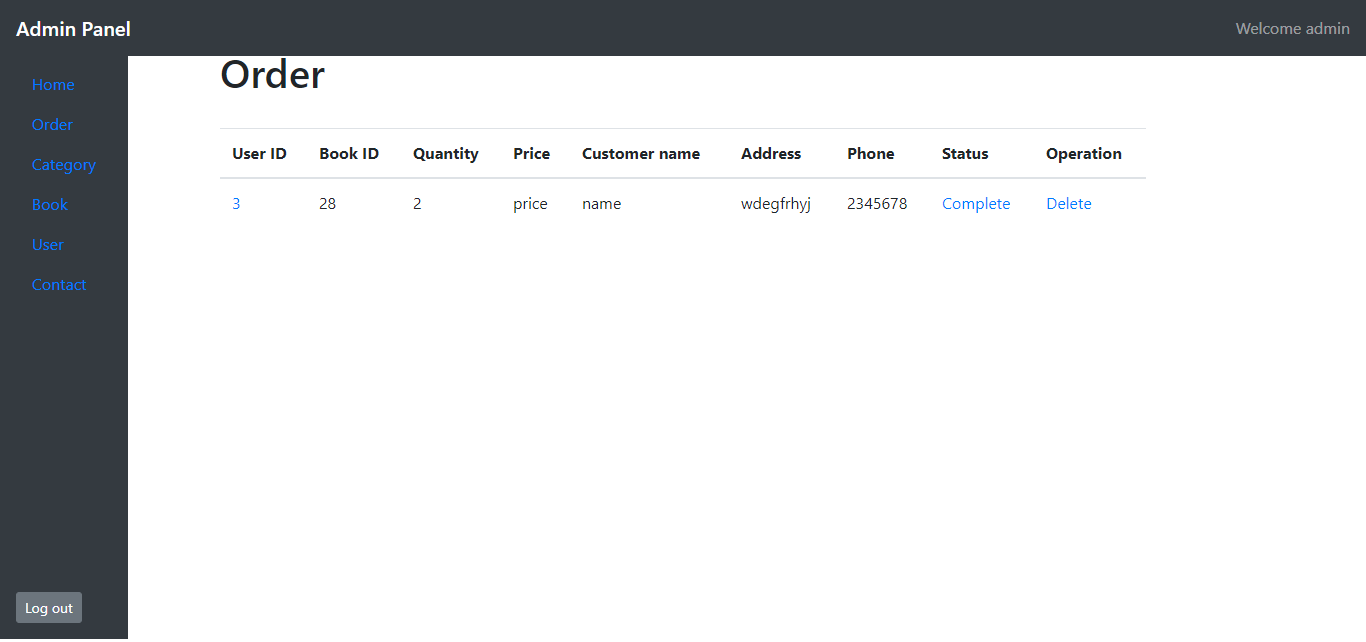 Admin Panel
Welcome admin
Home
Order
Category
Book
User
Contact
Log out
Order
User ID Book ID Quantity Price Customer name Address Phone Status Operation
3 28 2 price name wdegfrhyj 2345678 Complete Delete